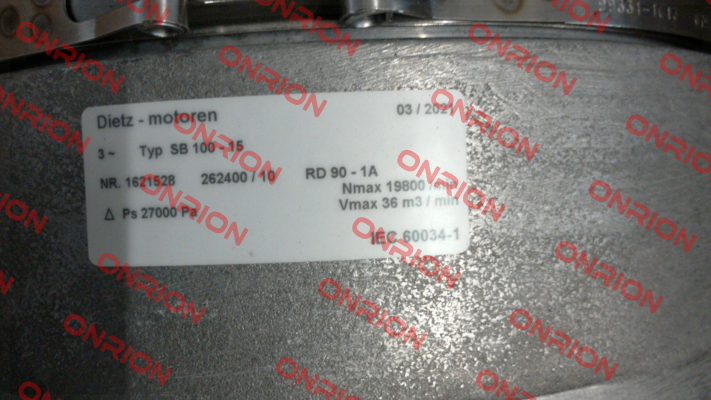 Dietz - motoren 03 / 2021
3 ~ Typ SB 100 - 15
NR. 1621528 262400 / 10 RD 90 - 1A
Nmax 19800
Δ Ps 27000 Pa Vmax 36 m3 / min
IEC 60034-1
ONRION